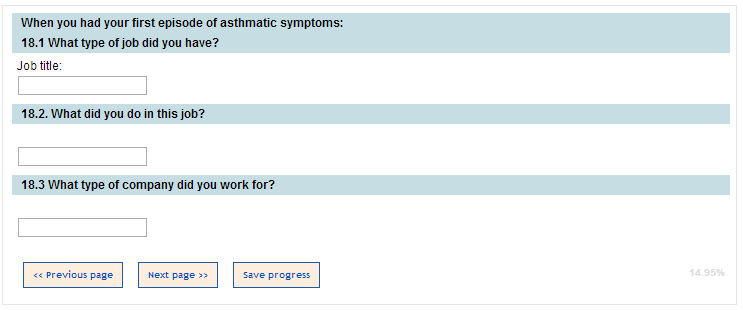 When you had your first episode of asthmatic symptoms:
18.1 What type of job did you have?
Job title:
18.2. What did you do in this job?
18.3 What type of company did you work for?
<< Previous page   Next page >>   Save progress   14.95%